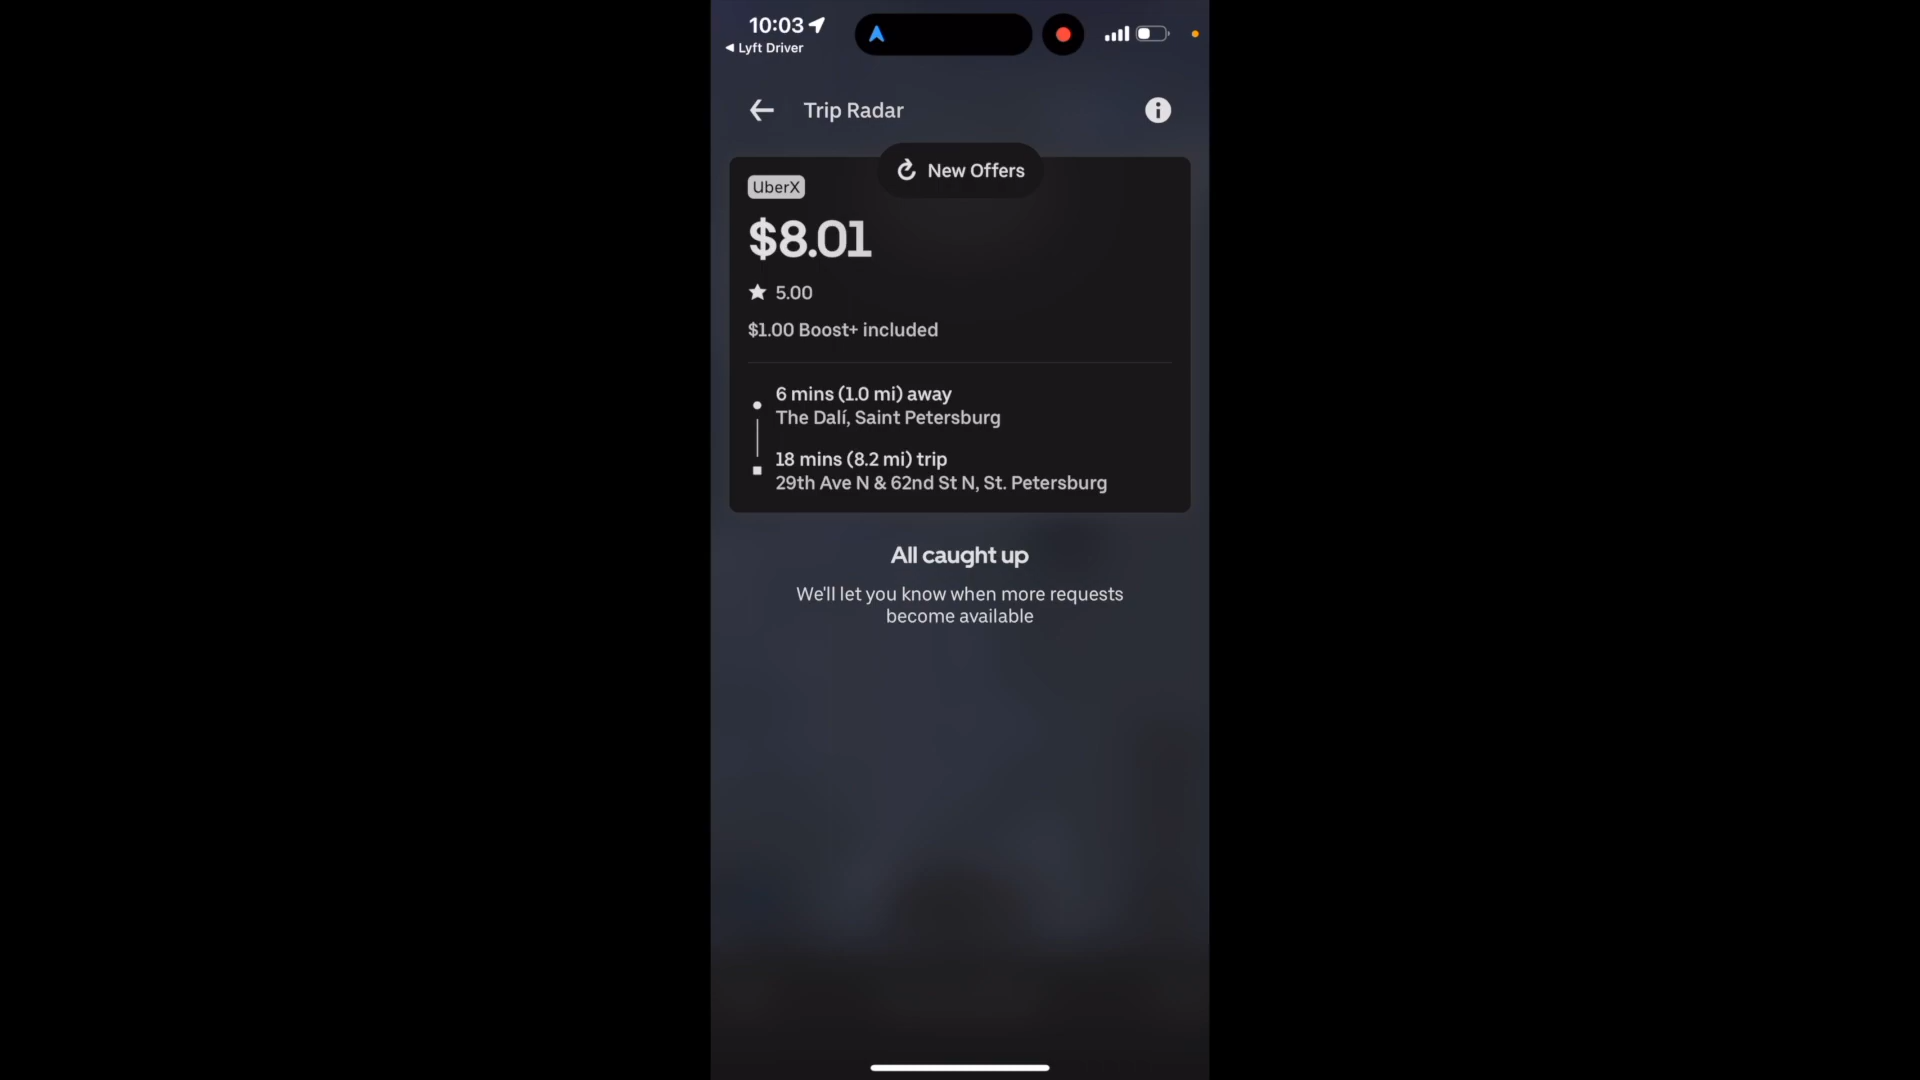 10:03
◀ Lyft Driver
Trip Radar
New Offers
UberX
$8.01
★ 5.00
$1.00 Boost+ included
6 mins (1.0 mi) away
The Dalí, Saint Petersburg
18 mins (8.2 mi) trip
29th Ave N & 62nd St N, St. Petersburg
All caught up
We'll let you know when more requests
become available